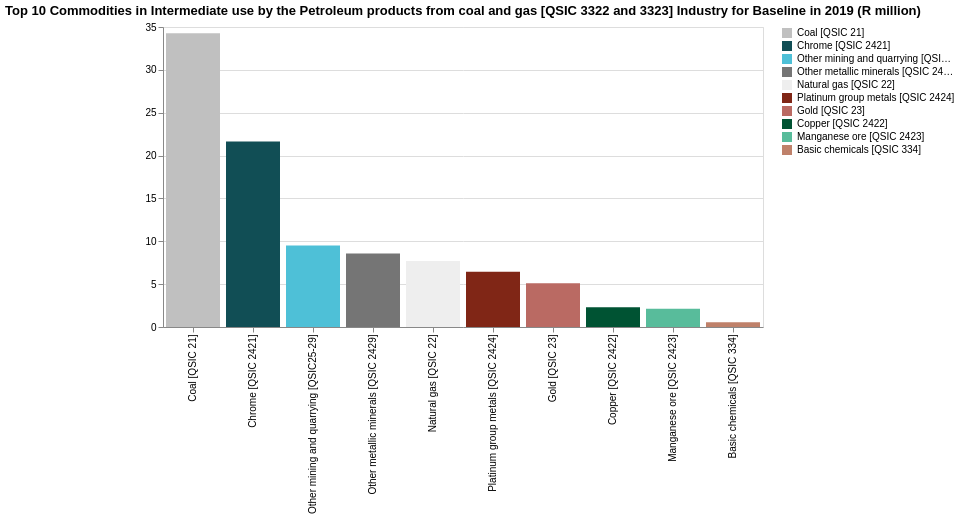 Top 10 Commodities in Intermediate use by the Petroleum products from coal and gas [QSIC 3322 and 3323] Industry for Baseline in 2019 (R million)
35
30
25
20
15
10
5
0
Coal [QSIC 21]
Chrome [QSIC 2421]
Other mining and quarrying [QSIC25-29]
Other metallic minerals [QSIC 2429]
Natural gas [QSIC 22]
Platinum group metals [QSIC 2424]
Gold [QSIC 23]
Copper [QSIC 2422]
Manganese ore [QSIC 2423]
Basic chemicals [QSIC 334]
Coal [QSIC 21]
Chrome [QSIC 2421]
Other mining and quarrying [QSI…
Other metallic minerals [QSIC 24…
Natural gas [QSIC 22]
Platinum group metals [QSIC 2424]
Gold [QSIC 23]
Copper [QSIC 2422]
Manganese ore [QSIC 2423]
Basic chemicals [QSIC 334]